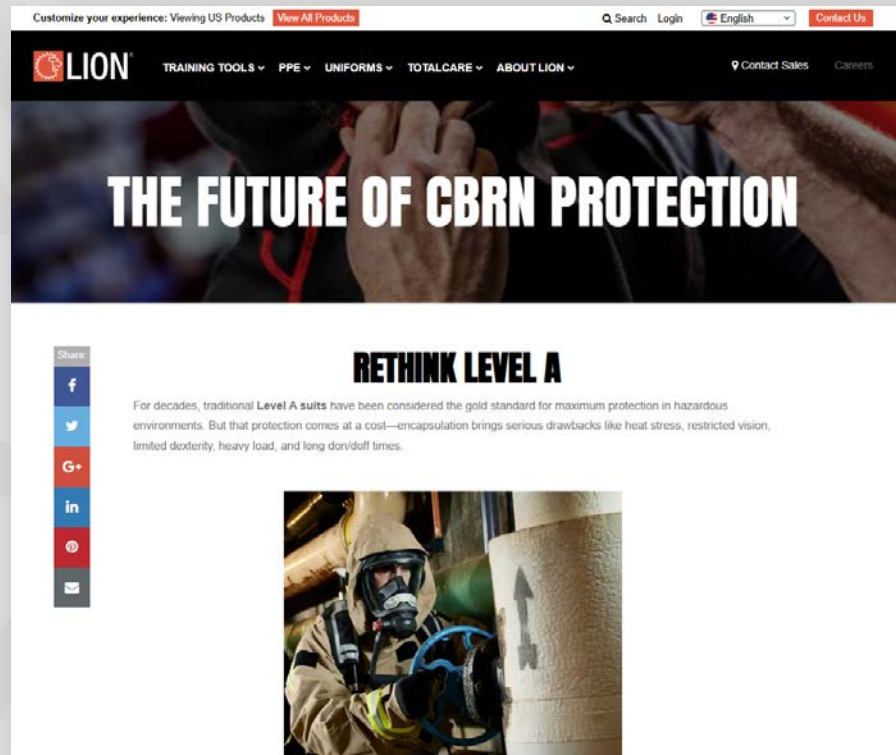 Customize your experience: Viewing US Products View All Products Search Login English Contact Us
LION® TRAINING TOOLS PPE UNIFORMS TOTALCARE ABOUT LION Contact Sales Careers
THE FUTURE OF CBRN PROTECTION
Share
f
G+
in
RETHINK LEVEL A
For decades, traditional Level A suits have been considered the gold standard for maximum protection in hazardous
environments. But that protection comes at a cost—encapsulation brings serious drawbacks like heat stress, restricted vision,
limited dexterity, heavy load, and long don/doff times.